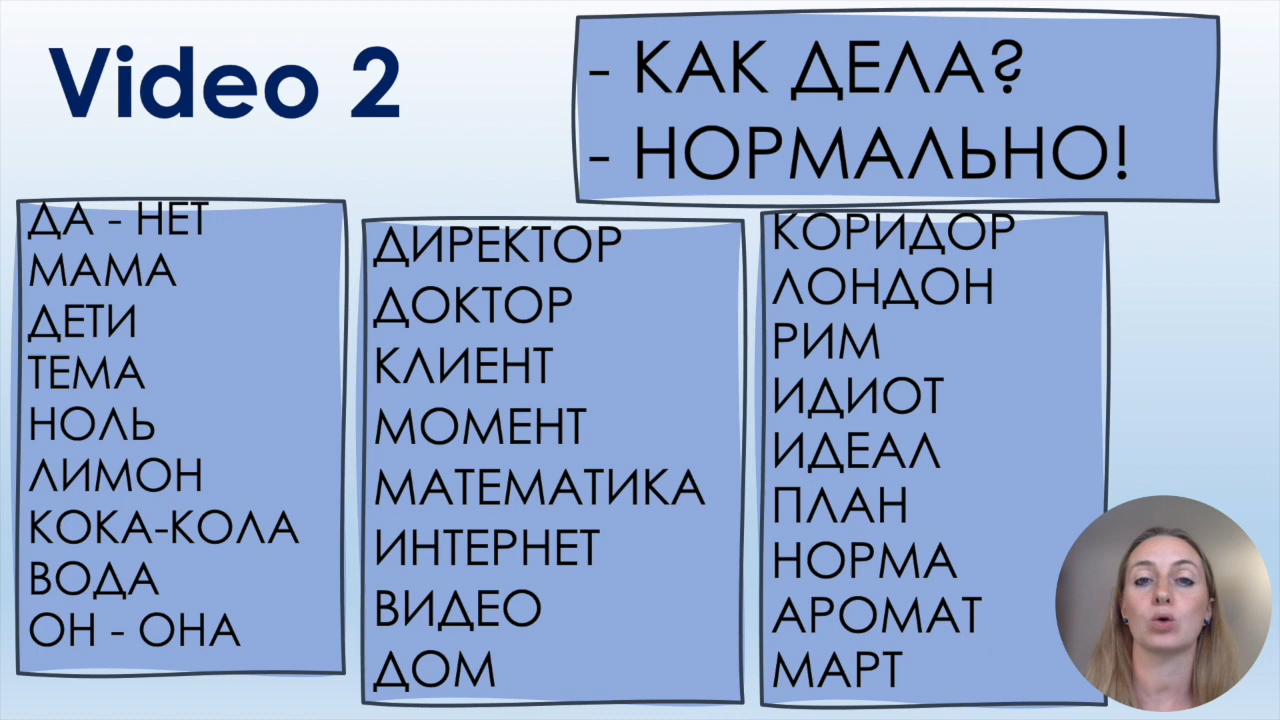 Video 2
- КАК ДЕЛА?
- НОРМАЛЬНО!
ДА - НЕТ
МАМА
ДЕТИ
ТЕМА
НОЛЬ
ЛИМОН
КОКА-КОЛА
ВОДА
ОН - ОНА
ДИРЕКТОР
ДОКТОР
КЛИЕНТ
МОМЕНТ
МАТЕМАТИКА
ИНТЕРНЕТ
ВИДЕО
ДОМ
КОРИДОР
ЛОНДОН
РИМ
ИДИОТ
ИДЕАЛ
ПЛАН
НОРМА
АРОМАТ
МАРТ